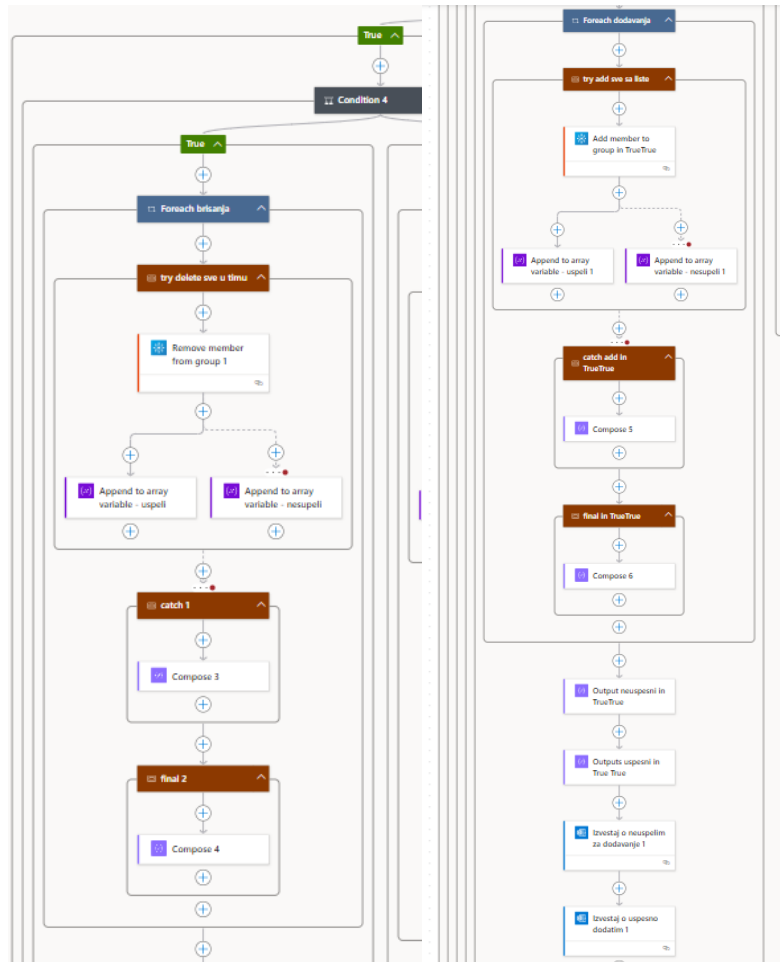 True
Condition 4
True
Foreach brisanja
try delete sve u timu
Remove member
from group 1
Append to array
variable - uspeli
Append to array
variable - nesupeli
catch 1
Compose 3
final 2
Compose 4
Foreach dodavanja
try add sve sa liste
Add member to
group in TrueTrue
Append to array
variable - uspeli 1
Append to array
variable - nesupeli 1
catch add in
TrueTrue
Compose 5
final in TrueTrue
Compose 6
Output neuspesni in
TrueTrue
Outputs uspesni in
True True
Izvestaj o neuspelim
za dodavanje 1
Izvestaj o uspesno
dodatim 1